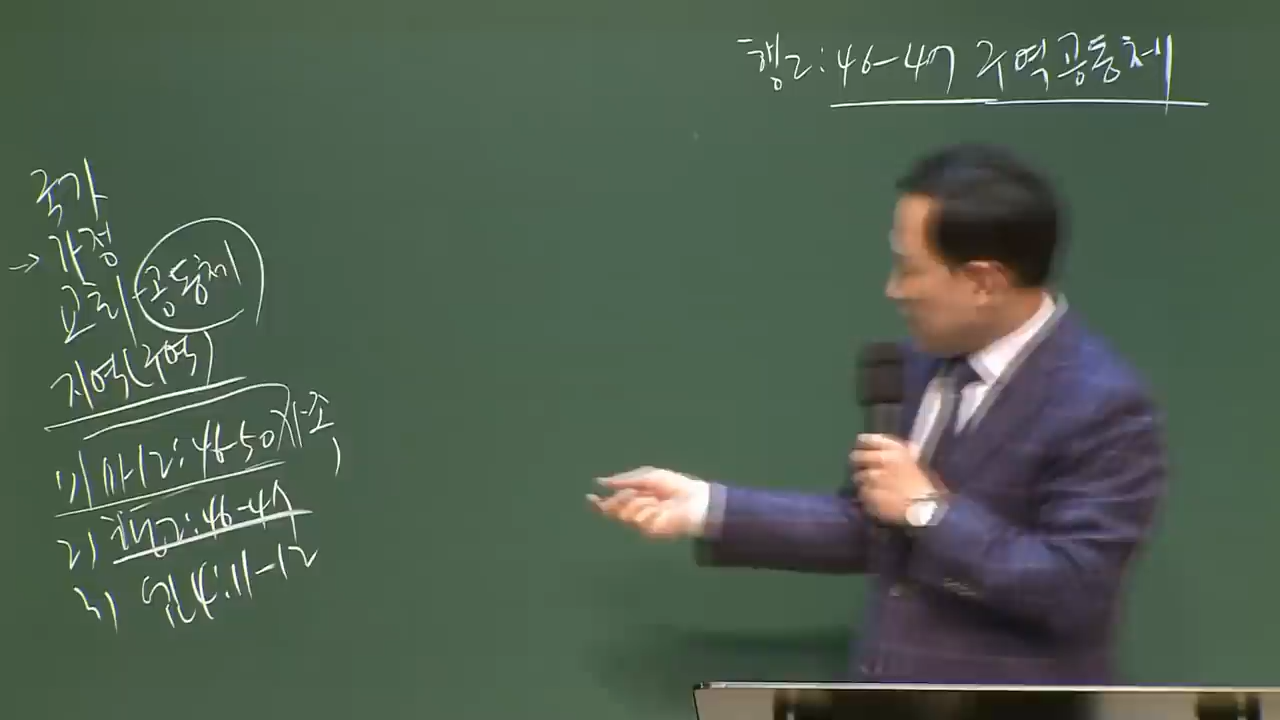 행2:46-47 구역공동체
국가
→ 가정
교회 공동체
지역(구역)
1) 마12:46-50
2) 행2:46-47
3) 엡4:11-12